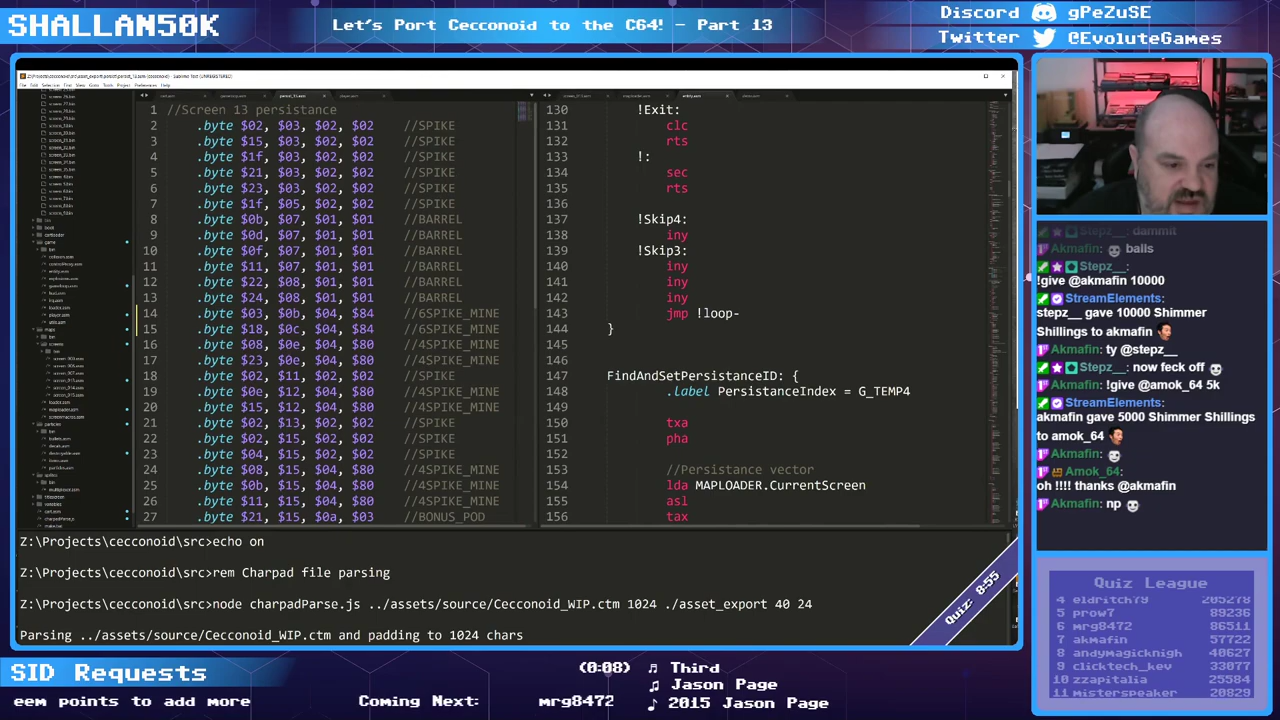 SHALLAN50K
Let's Port Cecconoid to the C64! - Part 13
Discord gPeZuSE
Twitter @EvoluteGames
1 //Screen 13 persistance
2 .byte $02, $03, $02, $02 //SPIKE
3 .byte $15, $03, $02, $02 //SPIKE
4 .byte $1f, $03, $02, $02 //SPIKE
5 .byte $21, $03, $02, $02 //SPIKE
6 .byte $23, $03, $02, $02 //SPIKE
7 .byte $1f, $05, $02, $02 //SPIKE
8 .byte $0b, $07, $01, $01 //BARREL
9 .byte $0d, $07, $01, $01 //BARREL
10 .byte $0f, $07, $01, $01 //BARREL
11 .byte $11, $07, $01, $01 //BARREL
12 .byte $22, $08, $01, $01 //BARREL
13 .byte $24, $08, $01, $01 //BARREL
14 .byte $03, $0c, $04, $84 //6SPIKE_MINE
15 .byte $18, $0c, $04, $84 //6SPIKE_MINE
16 .byte $08, $0f, $04, $80 //4SPIKE_MINE
17 .byte $23, $0f, $04, $80 //4SPIKE_MINE
18 .byte $02, $12, $02, $02 //SPIKE
19 .byte $0e, $12, $04, $80 //4SPIKE_MINE
20 .byte $15, $12, $04, $80 //4SPIKE_MINE
21 .byte $02, $15, $02, $02 //SPIKE
22 .byte $02, $15, $02, $02 //SPIKE
23 .byte $04, $15, $02, $02 //SPIKE
24 .byte $08, $15, $04, $80 //4SPIKE_MINE
25 .byte $0b, $15, $04, $80 //4SPIKE_MINE
26 .byte $11, $15, $04, $80 //4SPIKE_MINE
27 .byte $21, $15, $0a, $03 //BONUS_POD
130 !Exit:
131 clc
132 rts
133 !:
134 sec
135 rts
136
137 !Skip4:
138 iny
139 !Skip3:
140 iny
141 iny
142 iny
143 jmp !loop-
144 }
145
146
147 FindAndSetPersistanceID: {
148 .label PersistanceIndex = G_TEMP4
149
150 txa
151 pha
152
153 //Persistance vector
154 lda MAPLOADER.CurrentScreen
155 asl
156 tax
Z:\Projects\cecconoid\src>echo on
Z:\Projects\cecconoid\src>rem Charpad file parsing
Z:\Projects\cecconoid\src>node charpadParse.js ../assets/source/Cecconoid_WIP.ctm 1024 ./asset_export 40 24
Parsing ../assets/source/Cecconoid_WIP.ctm and padding to 1024 chars
Quiz: 8:55
Stepz__: dammit
Akmafin: balls
Stepz__:
!give @akmafin 10000
StreamElements:
stepz__ gave 10000 Shimmer
Shillings to akmafin
Akmafin: ty @stepz_
Stepz__: now feck off
Akmafin: !give @amok_64 5k
StreamElements:
akmafin gave 5000 Shimmer Shillings
to amok_64
Akmafin:
Amok_64:
oh !!!! thanks @akmafin
Akmafin: np
Quiz League
4 eldritch79 205278
5 prow7 89236
6 mrg8472 86511
7 akmafin 57722
8 andymagicknigh 40627
9 clicktech_kev 33077
10 zzapitalia 25584
11 misterspeaker 20829
SID Requests
eem points to add more
Coming Next:
mrg8472
(0:08) Third
Jason Page
2015 Jason Page